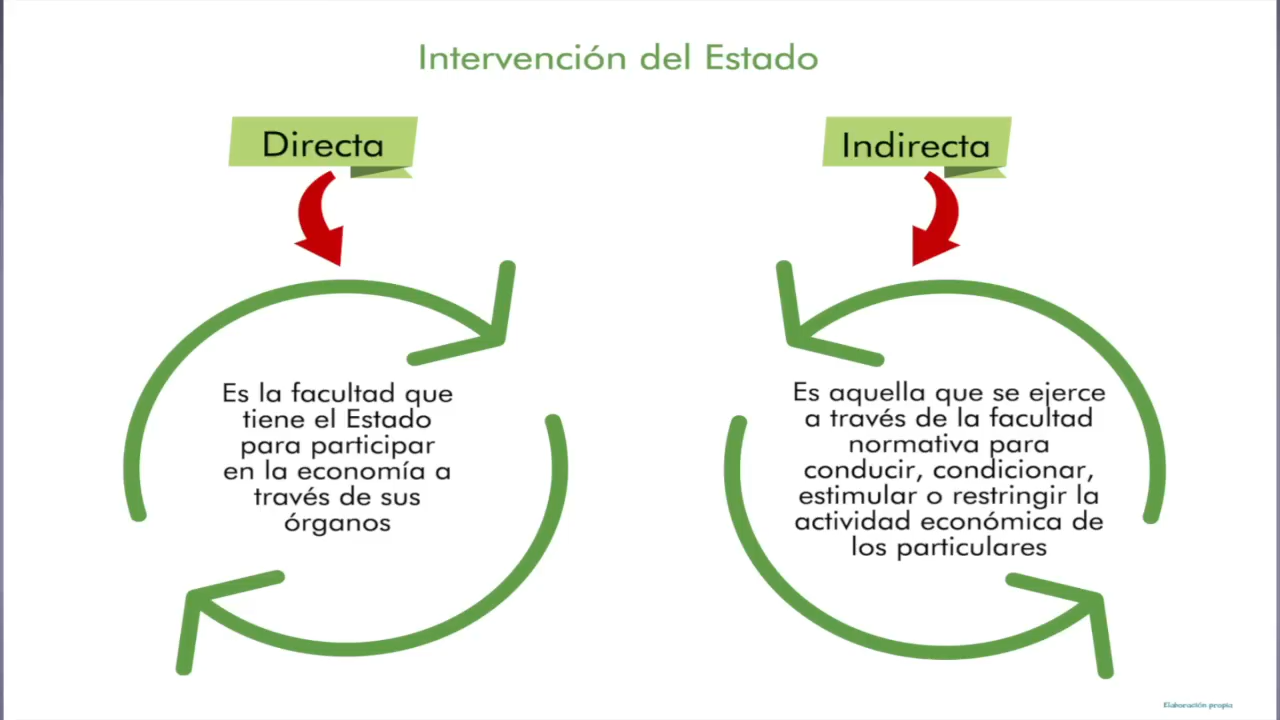 Intervención del Estado
Directa
Es la facultad que
tiene el Estado
para participar
en la economía a
través de sus
órganos
Indirecta
Es aquella que se ejerce
a través de la facultad
normativa para
conducir, condicionar,
estimular o restringir la
actividad económica de
los particulares
Elaboración propia